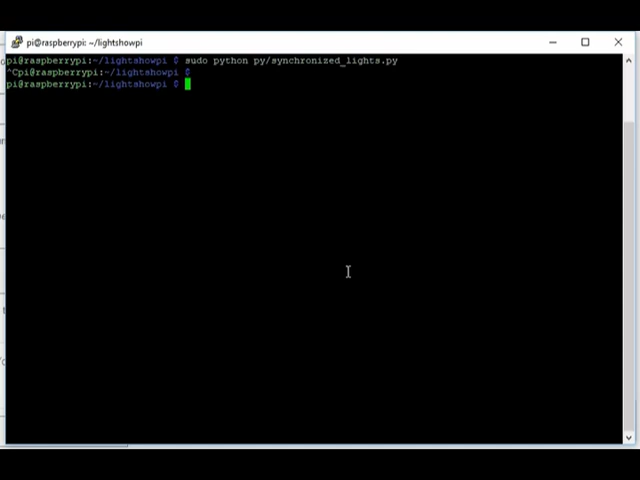 pi@raspberrypi: ~/lightshowpi
pi@raspberrypi:~/lightshowpi $ sudo python py/synchronized_lights.py
^Cpi@raspberrypi:~/lightshowpi $
pi@raspberrypi:~/lightshowpi $